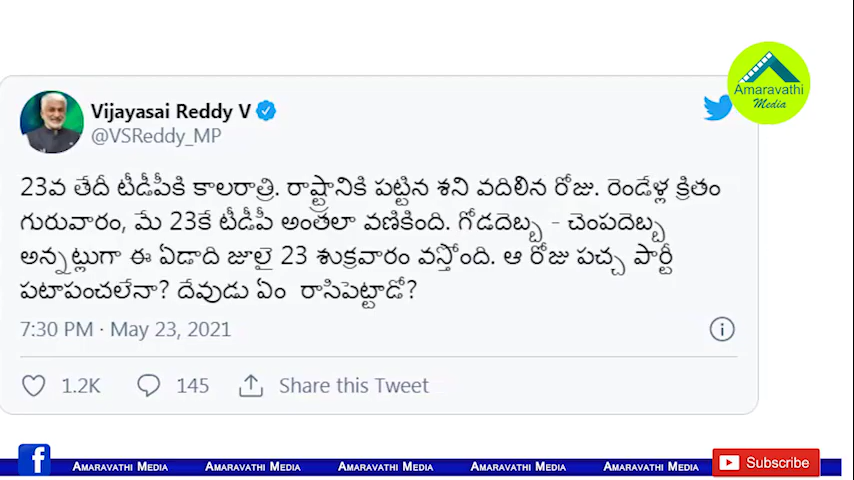 Amaravathi
Media
Vijayasai Reddy V
@VSReddy_MP
23వ తేదీ టీడీపీకి కాలరాత్రి. రాష్ట్రానికి పట్టిన శని వదిలిన రోజు. రెండేళ్ల క్రితం
గురువారం, మే 23కే టీడీపీ అంతలా వణికింది. గోడదెబ్బ - చెంపదెబ్బ
అన్నట్లుగా ఈ ఏడాది జూలై 23 శుక్రవారం వస్తోంది. ఆ రోజు పచ్చ పార్టీ
పటాపంచలేనా? దేవుడు ఏం రాసిపెట్టాడో?
7:30 PM · May 23, 2021
1.2K 145 Share this Tweet
AMARAVATHI MEDIA AMARAVATHI MEDIA AMARAVATHI MEDIA AMARAVATHI MEDIA AMARAVATHI MEDIA Subscribe